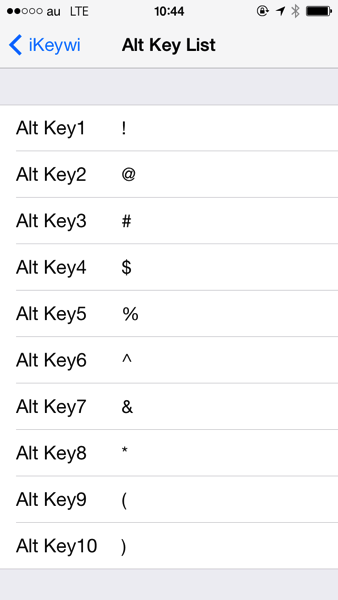 au LTE 10:44
iKeywi Alt Key List
Alt Key1 !
Alt Key2 @
Alt Key3 #
Alt Key4 $
Alt Key5 %
Alt Key6 ^
Alt Key7 &
Alt Key8 *
Alt Key9 (
Alt Key10 )